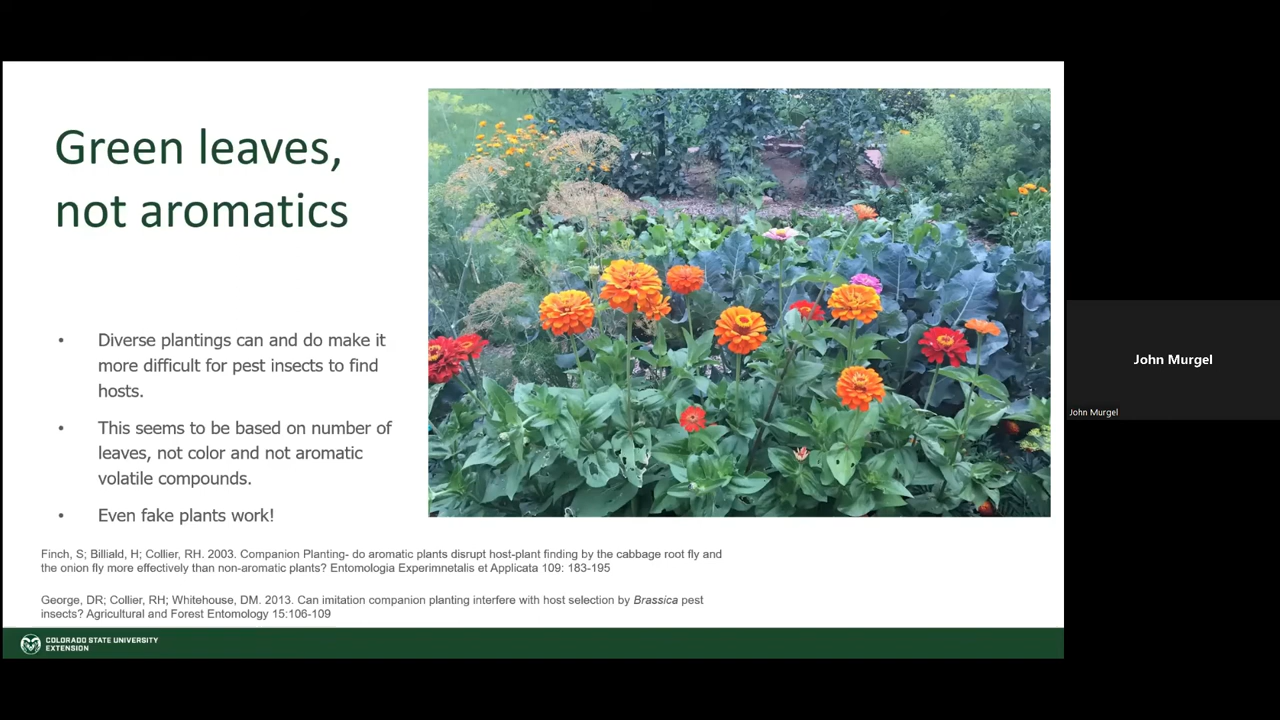 Green leaves,
not aromatics
• Diverse plantings can and do make it
more difficult for pest insects to find
hosts.
• This seems to be based on number of
leaves, not color and not aromatic
volatile compounds.
• Even fake plants work!
Finch, S; Billiald, H; Collier, RH. 2003. Companion Planting- do aromatic plants disrupt host-plant finding by the cabbage root fly and
the onion fly more effectively than non-aromatic plants? Entomologia Experimnetalis et Applicata 109: 183-195
George, DR; Collier, RH; Whitehouse, DM. 2013. Can imitation companion planting interfere with host selection by Brassica pest
insects? Agricultural and Forest Entomology 15:106-109
COLORADO STATE UNIVERSITY
EXTENSION
John Murgel
John Murgel